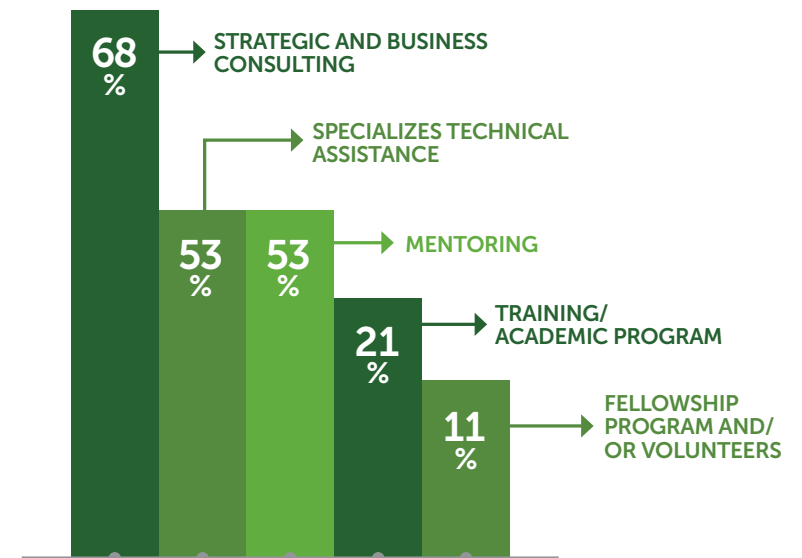 68
%
STRATEGIC AND BUSINESS
CONSULTING
53
%
SPECIALIZES TECHNICAL
ASSISTANCE
53
%
MENTORING
21
%
TRAINING/
ACADEMIC PROGRAM
11
%
FELLOWSHIP
PROGRAM AND/
OR VOLUNTEERS